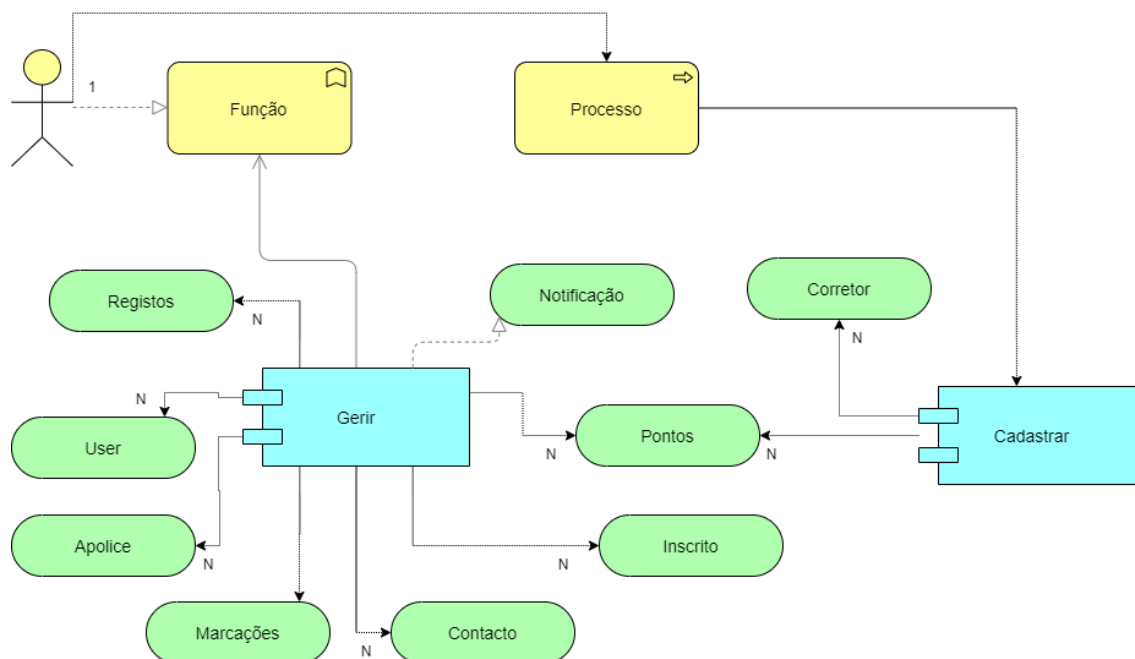 1
Função
Processo
Registos
N
Notificação
Corretor
N
N
User
Gerir
Pontos
N
N
Cadastrar
Apolice
N
Inscrito
N
Marcações
N
Contacto